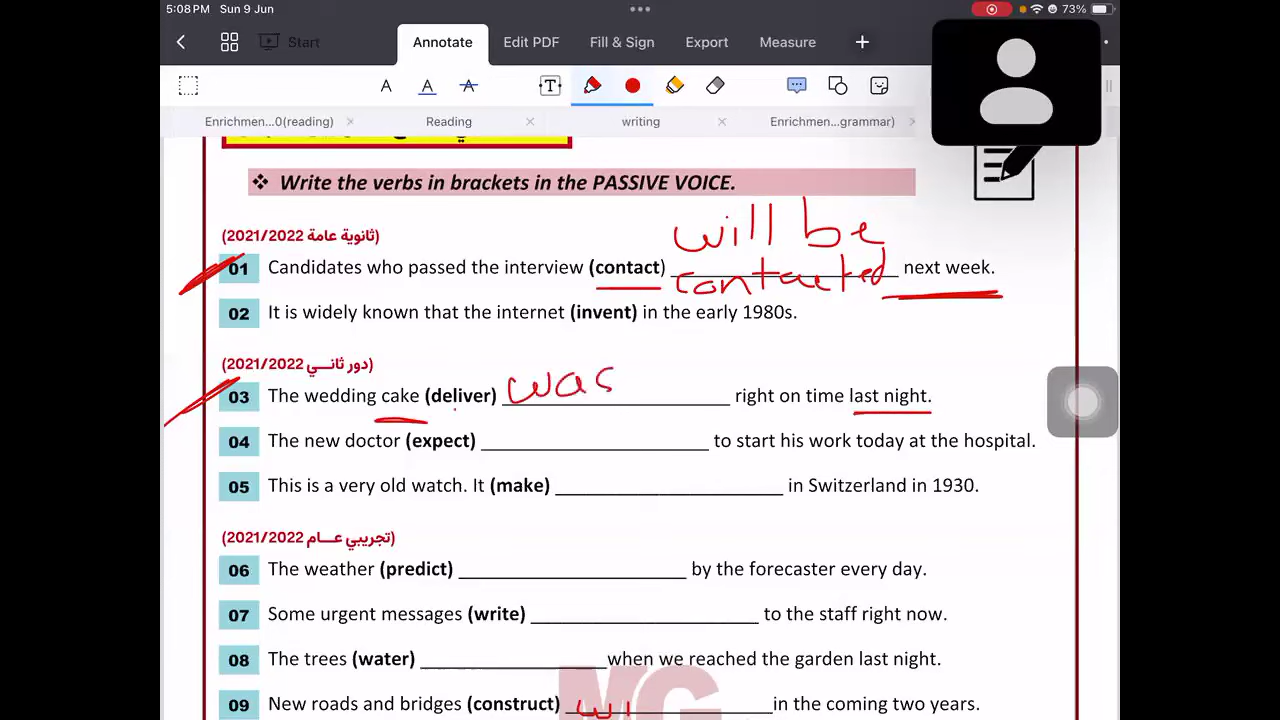 5:08 PM Sun 9 Jun 73%
Start Annotate Edit PDF Fill & Sign Export Measure
A A A T
Enrichmen...0(reading) Reading writing Enrichmen...grammar)
Write the verbs in brackets in the PASSIVE VOICE.
(ثانوية عامة 2021/2022)
will be
01 Candidates who passed the interview (contact) contacted next week.
02 It is widely known that the internet (invent) in the early 1980s.
(دور ثانـي 2021/2022)
03 The wedding cake (deliver) was right on time last night.
04 The new doctor (expect) to start his work today at the hospital.
05 This is a very old watch. It (make) in Switzerland in 1930.
(تجريبي عـــام 2021/2022)
06 The weather (predict) by the forecaster every day.
07 Some urgent messages (write) to the staff right now.
08 The trees (water) when we reached the garden last night.
MG
09 New roads and bridges (construct) in the coming two years.